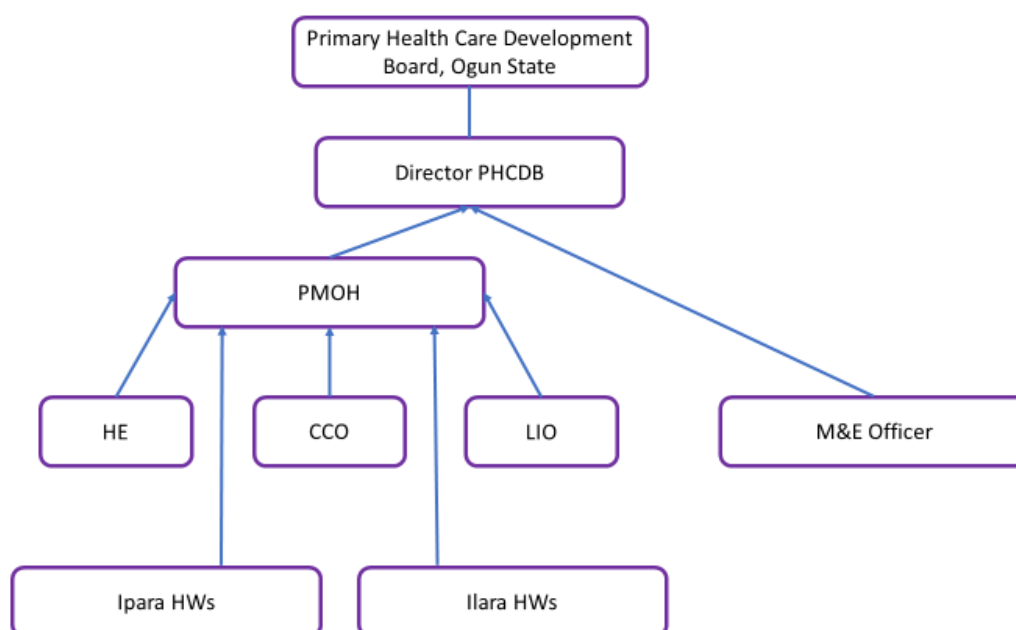 Primary Health Care Development
Board, Ogun State
Director PHCDB
PMOH
HE
CCO
LIO
M&E Officer
Ipara HWs
Ilara HWs